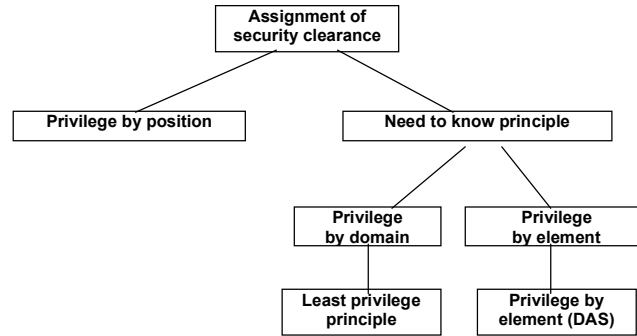 Assignment of
security clearance
Privilege by position
Need to know principle
Privilege
by domain
Privilege
by element
Least privilege
principle
Privilege by
element (DAS)